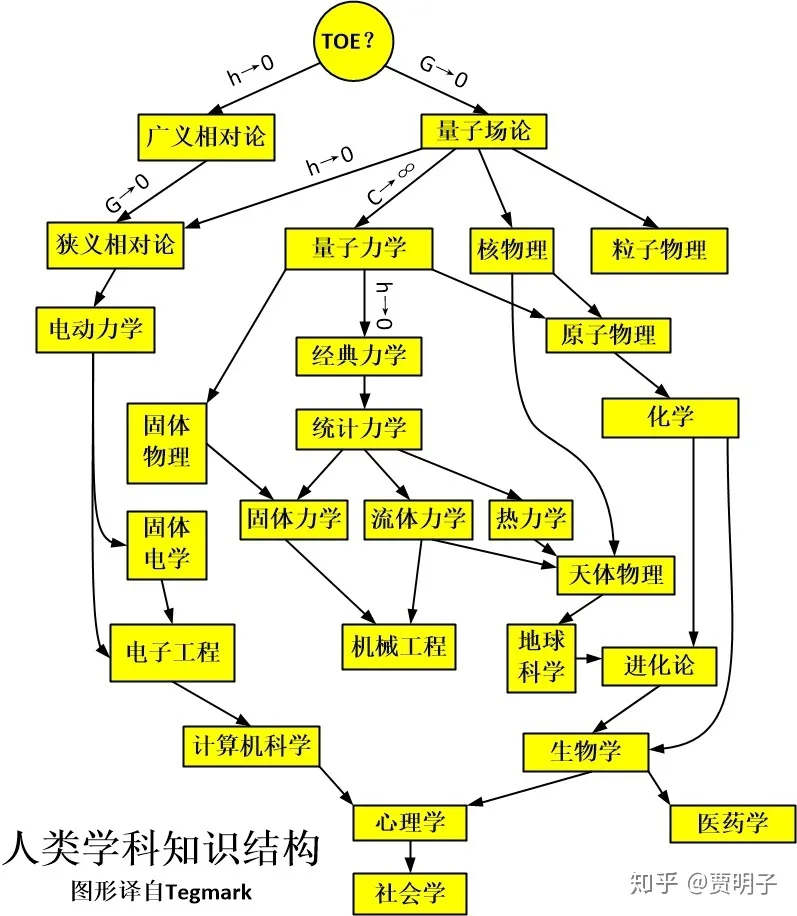 TOE？
h→0
G→0
广义相对论
量子场论
G→0
h→0
C→∞
狭义相对论
量子力学
核物理
粒子物理
电动力学
h→0
经典力学
原子物理
固体
物理
统计力学
化学
固体力学
流体力学
热力学
固体
电学
天体物理
电子工程
机械工程
地球
科学
进化论
计算机科学
生物学
心理学
医药学
人类学科知识结构
图形译自Tegmark
社会学
知乎 @贾明子